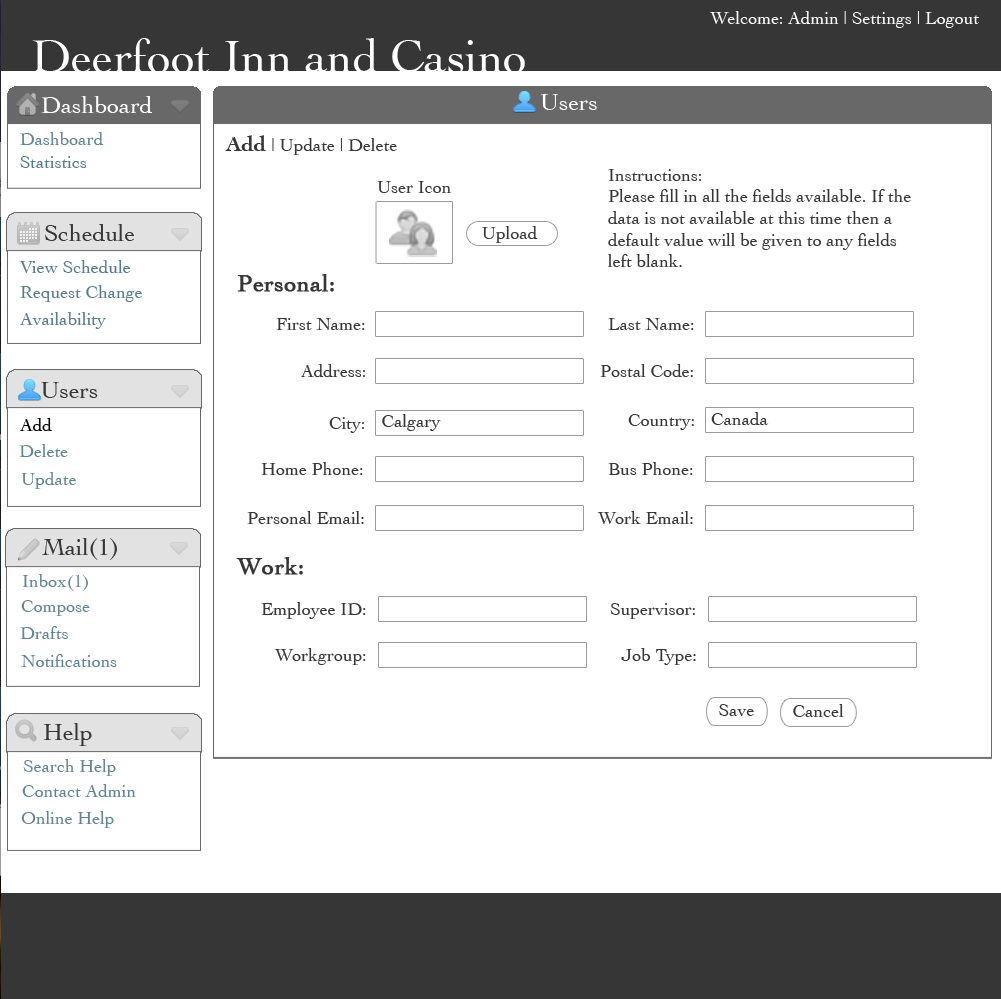 Welcome: Admin | Settings | Logout
Deerfoot Inn and Casino
Dashboard
Dashboard
Statistics
Schedule
View Schedule
Request Change
Availability
Users
Add
Delete
Update
Mail(1)
Inbox(1)
Compose
Drafts
Notifications
Help
Search Help
Contact Admin
Online Help
Users
Add | Update | Delete
User Icon
Upload
Instructions:
Please fill in all the fields available. If the
data is not available at this time then a
default value will be given to any fields
left blank.
Personal:
First Name: Last Name:
Address: Postal Code:
City: Calgary Country: Canada
Home Phone: Bus Phone:
Personal Email: Work Email:
Work:
Employee ID: Supervisor:
Workgroup: Job Type:
Save Cancel